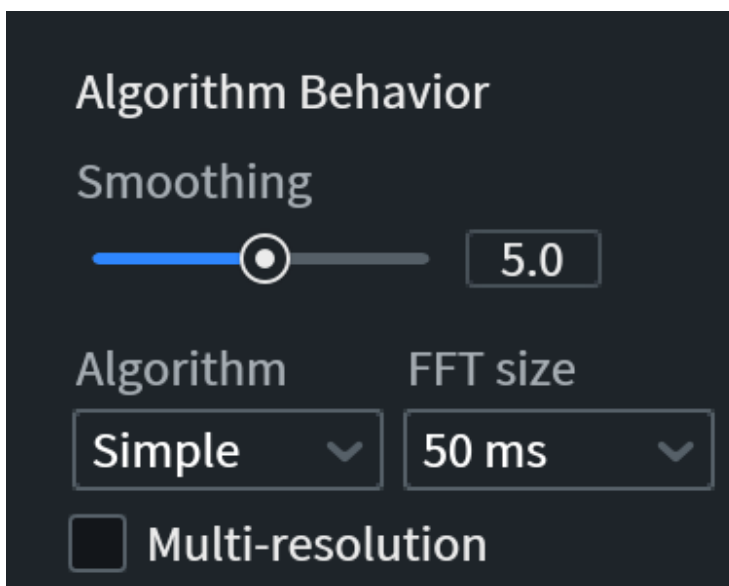 Algorithm Behavior
Smoothing
5.0
Algorithm FFT size
Simple 50 ms
Multi-resolution